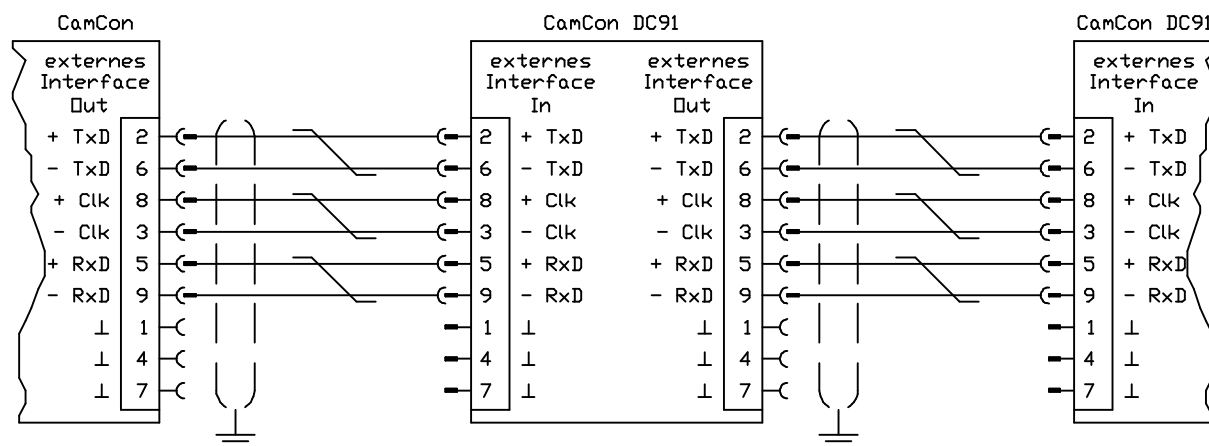 CamCon CamCon DC91 CamCon DC91
externes externes externes externes
Interface Interface Interface Interface
Out In Out In
+ TxD 2 2 + TxD + TxD 2 2 + TxD
- TxD 6 6 - TxD - TxD 6 6 - TxD
+ Clk 8 8 + Clk + Clk 8 8 + Clk
- Clk 3 3 - Clk - Clk 3 3 - Clk
+ RxD 5 5 + RxD + RxD 5 5 + RxD
- RxD 9 9 - RxD - RxD 9 9 - RxD
⊥ 1 1 ⊥ ⊥ 1 1 ⊥
⊥ 4 4 ⊥ ⊥ 4 4 ⊥
⊥ 7 7 ⊥ ⊥ 7 7 ⊥